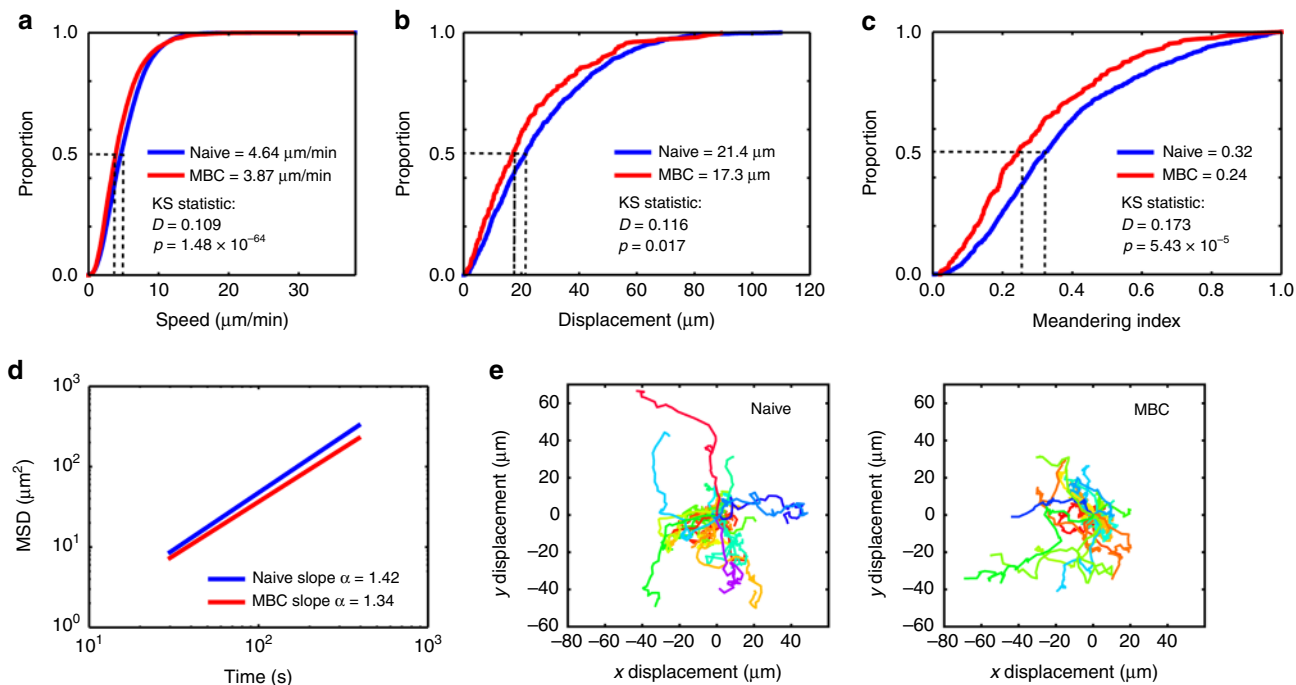 a
1.0
0.5
0.0
Proportion
Naive = 4.64 μm/min
MBC = 3.87 μm/min
KS statistic:
D = 0.109
p = 1.48 × 10⁻⁶⁴
0 10 20 30
Speed (μm/min)
b
1.0
0.5
0.0
Proportion
Naive = 21.4 μm
MBC = 17.3 μm
KS statistic:
D = 0.116
p = 0.017
0 20 40 60 80 100 120
Displacement (μm)
c
1.0
0.5
0.0
Proportion
Naive = 0.32
MBC = 0.24
KS statistic:
D = 0.173
p = 5.43 × 10⁻⁵
0.0 0.2 0.4 0.6 0.8 1.0
Meandering index
d
10³
10²
10¹
10⁰
MSD (μm²)
Naive slope α = 1.42
MBC slope α = 1.34
10¹ 10² 10³
Time (s)
e
60
40
20
0
−20
−40
−60
y displacement (μm)
Naive
−80 −60 −40 −20 0 20 40
x displacement (μm)
60
40
20
0
−20
−40
−60
y displacement (μm)
MBC
−80 −60 −40 −20 0 20 40
x displacement (μm)